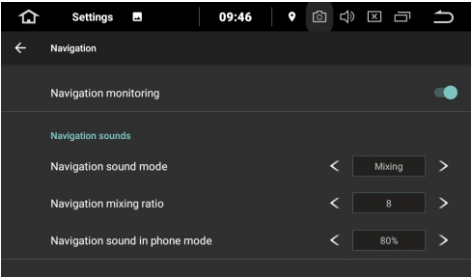 Settings 09:46
Navigation
Navigation monitoring
Navigation sounds
Navigation sound mode Mixing
Navigation mixing ratio 8
Navigation sound in phone mode 80%